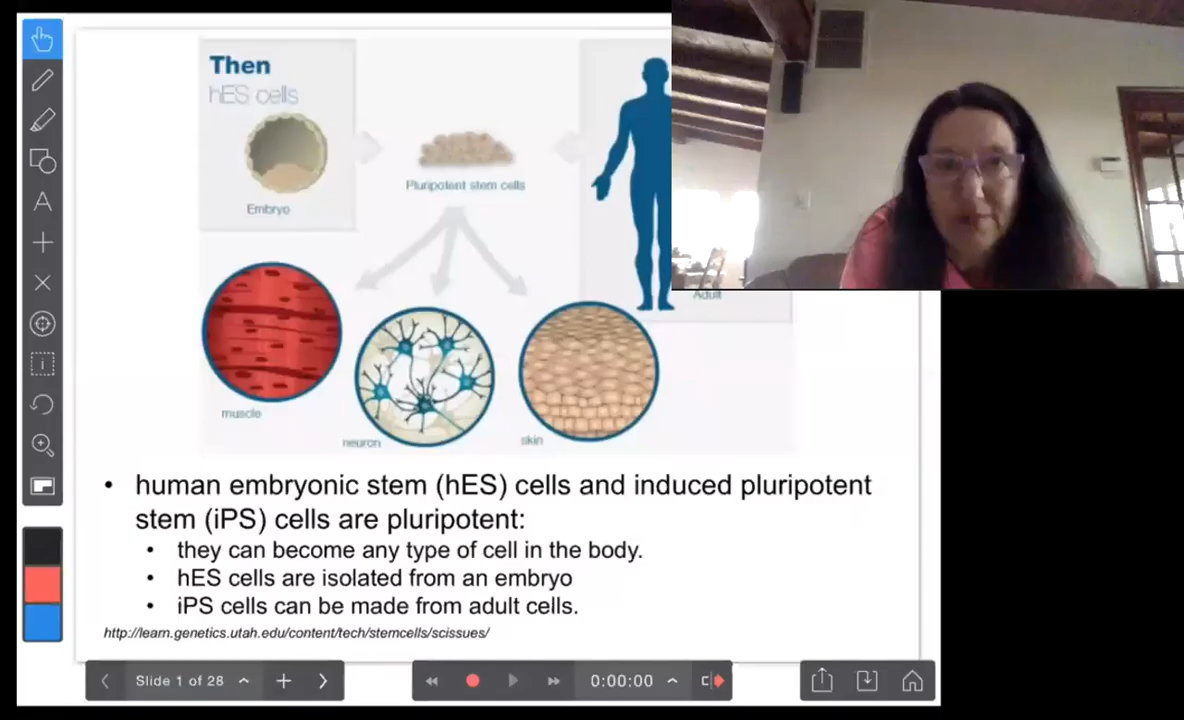 Then
hES cells
Embryo
Pluripotent stem cells
Adult
muscle
neuron
skin
• human embryonic stem (hES) cells and induced pluripotent
stem (iPS) cells are pluripotent:
• they can become any type of cell in the body.
• hES cells are isolated from an embryo
• iPS cells can be made from adult cells.
http://learn.genetics.utah.edu/content/tech/stemcells/scissues/
Slide 1 of 28
0:00:00